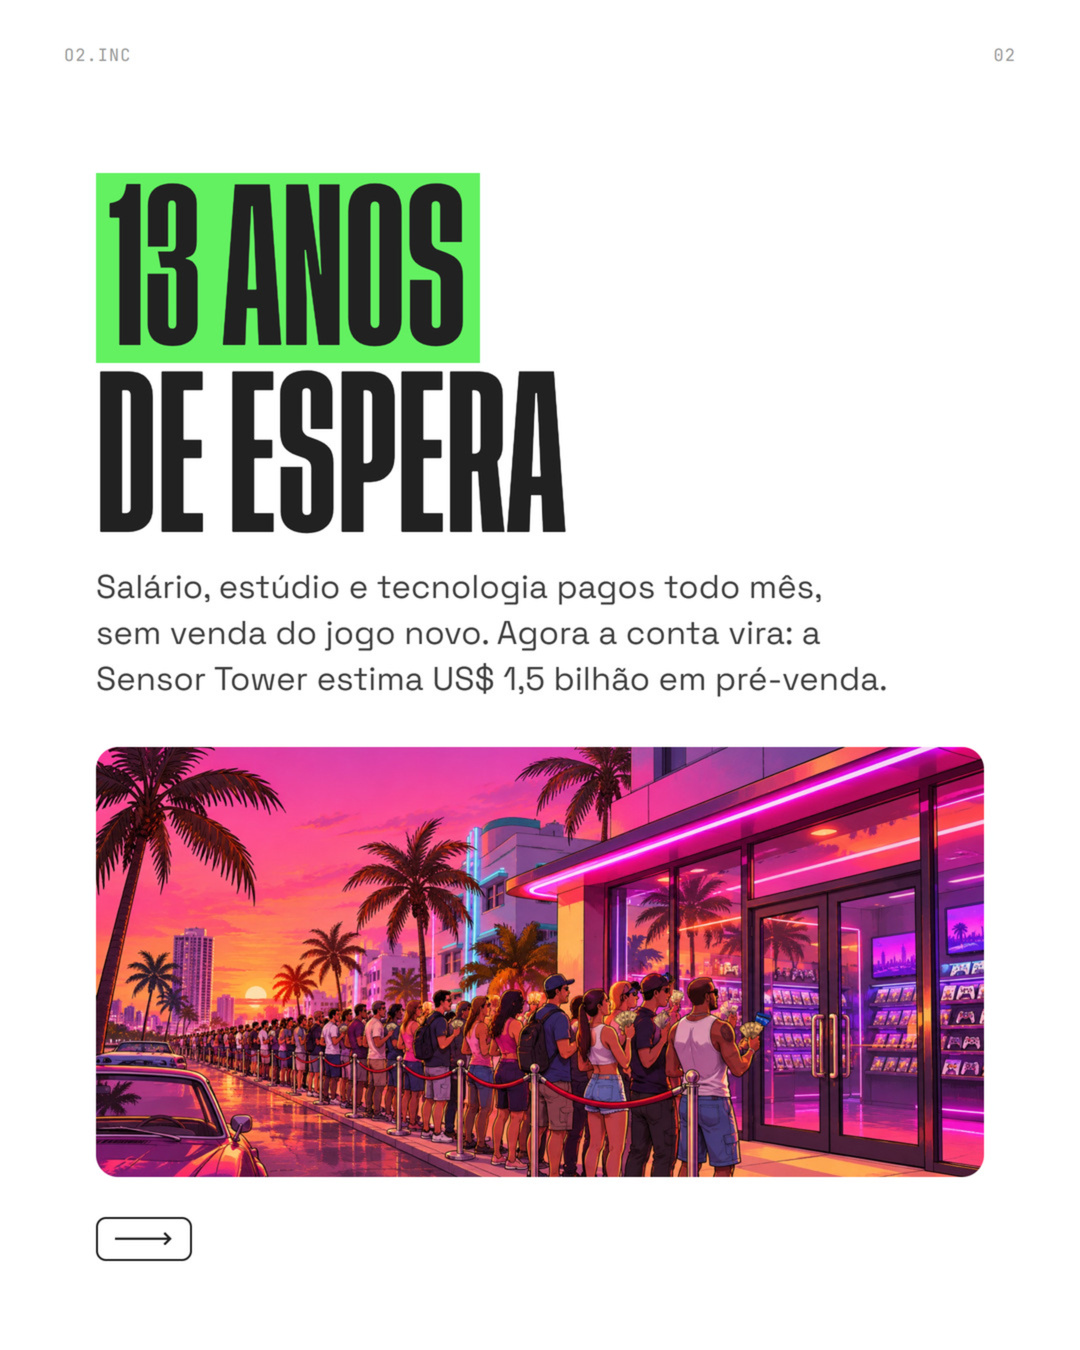 O2.INC
02
13 ANOS
DE ESPERA
Salário, estúdio e tecnologia pagos todo mês,
sem venda do jogo novo. Agora a conta vira: a
Sensor Tower estima US$ 1,5 bilhão em pré-venda.